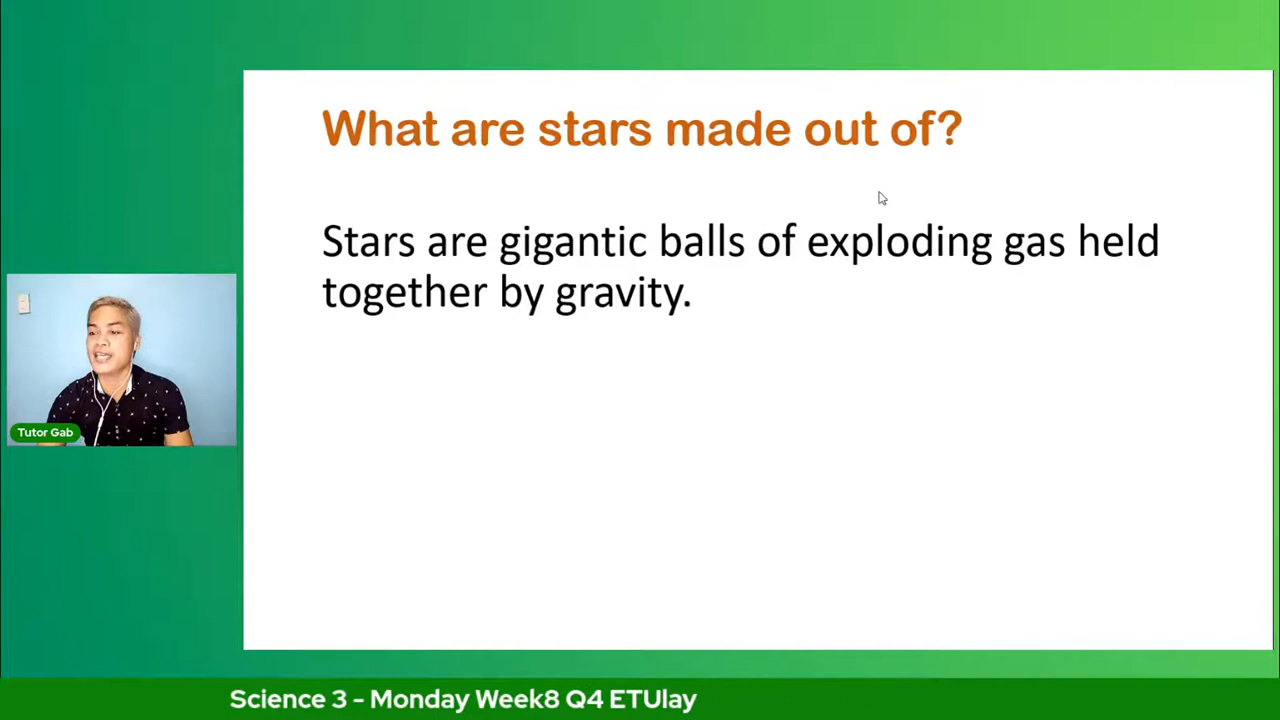 What are stars made out of?
Stars are gigantic balls of exploding gas held
together by gravity.
Tutor Gab
Science 3 - Monday Week8 Q4 ETUlay